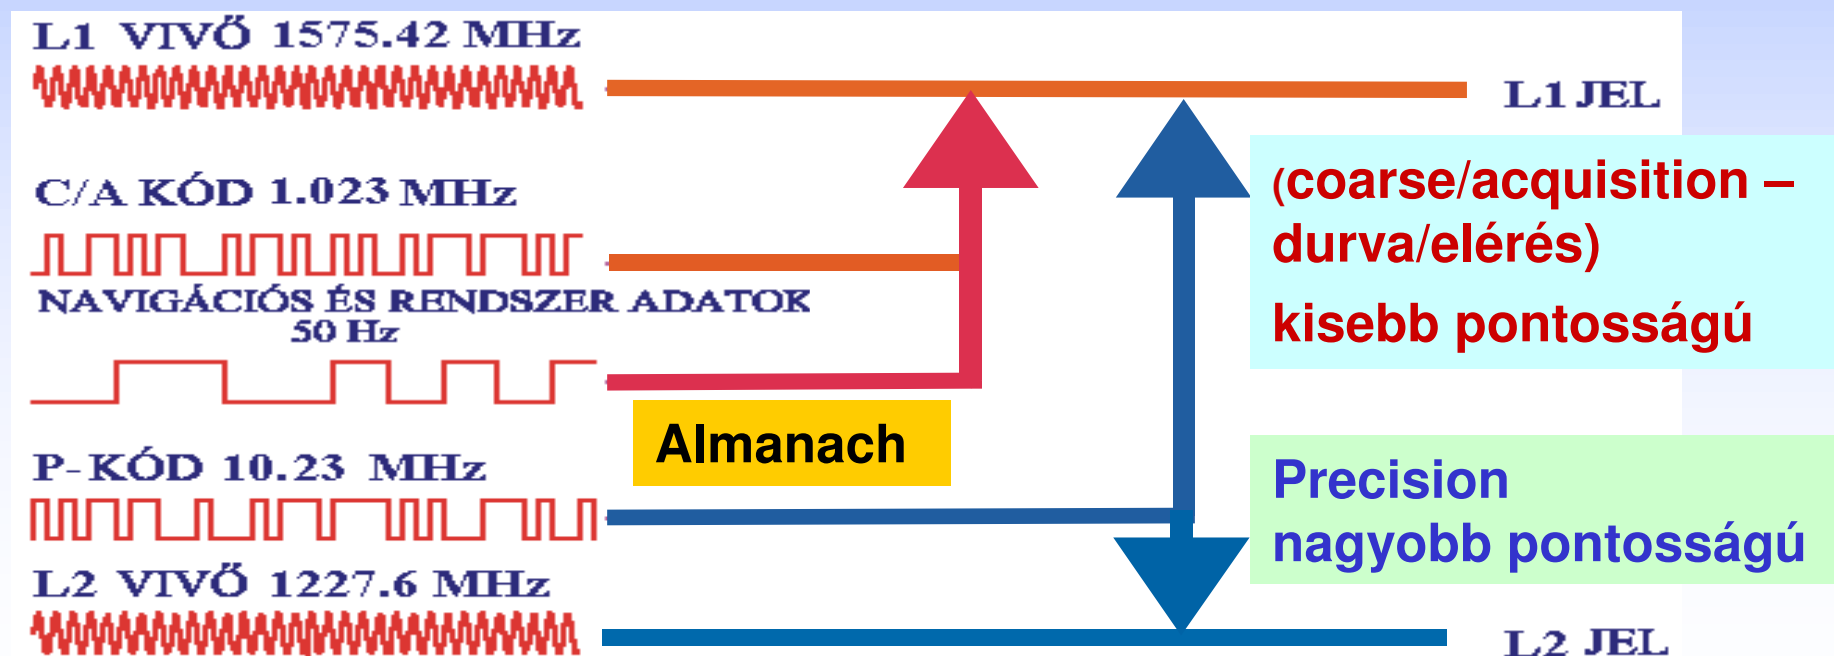 L1 VIVŐ 1575.42 MHz
L1 JEL
C/A KÓD 1.023 MHz
(coarse/acquisition –
durva/elérés)
kisebb pontosságú
NAVIGÁCIÓS ÉS RENDSZER ADATOK
50 Hz
Almanach
P-KÓD 10.23 MHz
Precision
nagyobb pontosságú
L2 VIVŐ 1227.6 MHz
L2 JEL